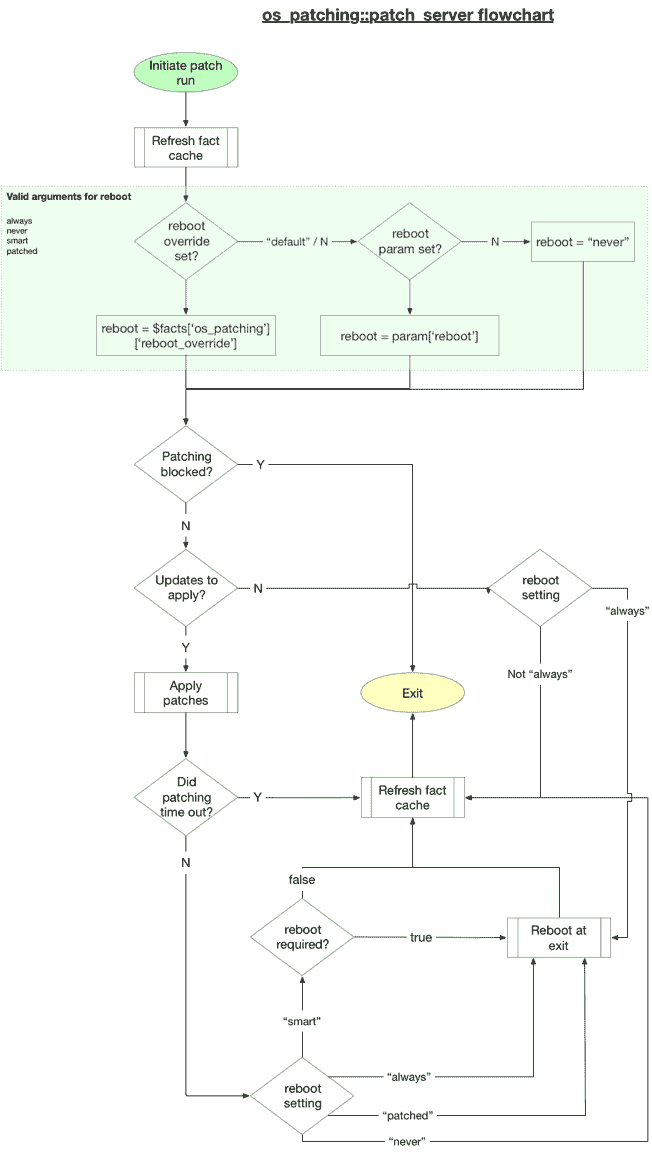 os_patching::patch_server flowchart
Initiate patch
run
Refresh fact
cache
Valid arguments for reboot
always
never
smart
patched
reboot
override
set?
“default” / N
reboot
param set?
N
reboot = “never”
reboot = $facts[‘os_patching’]
[‘reboot_override’]
reboot = param[‘reboot’]
Patching
blocked?
Y
N
Updates to
apply?
N
reboot
setting
“always”
Y
Not “always”
Apply
patches
Exit
Did
patching
time out?
Y
Refresh fact
cache
N
false
reboot
required?
true
Reboot at
exit
“smart”
reboot
setting
“always”
“patched”
“never”